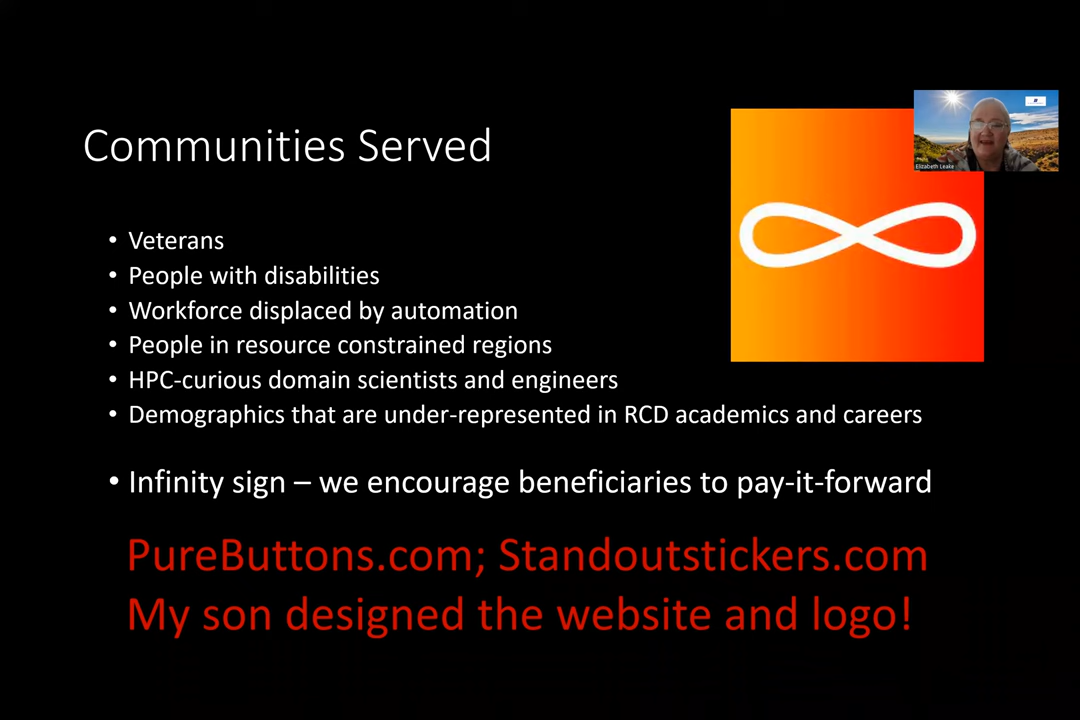 Communities Served
• Veterans
• People with disabilities
• Workforce displaced by automation
• People in resource constrained regions
• HPC-curious domain scientists and engineers
• Demographics that are under-represented in RCD academics and careers
• Infinity sign – we encourage beneficiaries to pay-it-forward
PureButtons.com; Standoutstickers.com
My son designed the website and logo!
Elizabeth Leake